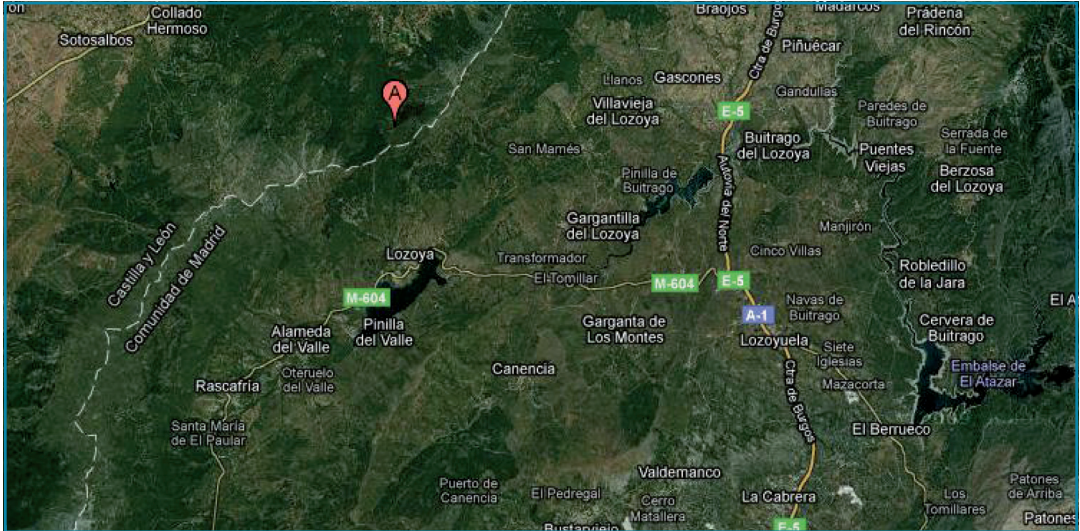 ón
Collado
Hermoso
Sotosalbos
Braojos
Madarcos
Prádena
del Rincón
Piñuécar
Ctra de Burgo
A
Llanos
Gascones
Gandullas
Villavieja
del Lozoya
E-5
Paredes de
Buitrago
Serrada de
la Fuente
Buitrago
del Lozoya
Puentes
Viejas
San Mamés
Berzosa
del Lozoya
Pinilla de
Buitrago
Autovía del Norte
Gargantilla
del Lozoya
Manjirón
Castilla y León
Comunidad de Madrid
Lozoya
Transformador
Cinco Villas
El Tomillar
Robledillo
de la Jara
M-604
M-604
E-5
Navas de
Buitrago
El A
A-1
Alameda
del Valle
Pinilla
del Valle
Garganta de
Los Montes
Lozoyuela
Cervera de
Buitrago
Siete
Iglesias
Oteruelo
del Valle
Canencia
Embalse de
El Atazar
Rascafría
Mazacorta
Ctra de Burgos
Santa María
de El Paular
El Berrueco
Valdemanco
Puerto de
Canencia
El Pedregal
Cerro
Matallera
La Cabrera
Los
Tomillares
Patones
de Arriba
Patones
Bustarviejo
E-5